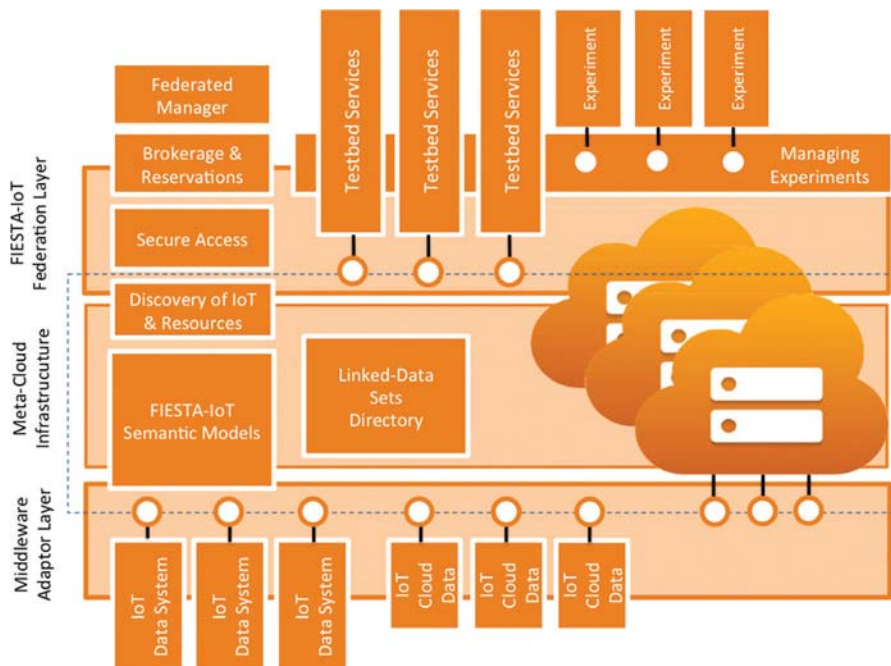 Federated
Manager
Brokerage &
Reservations
Secure Access
Discovery of IoT
& Resources
FIESTA-IoT
Semantic Models
Testbed Services
Testbed Services
Testbed Services
Experiment
Experiment
Experiment
Managing
Experiments
Linked-Data
Sets
Directory
FIESTA-IoT
Federation Layer
Meta-Cloud
Infrastrucuture
Middleware
Adaptor Layer
IoT
Data System
IoT
Data System
IoT
Data System
IoT
Cloud
Data
IoT
Cloud
Data
IoT
Cloud
Data